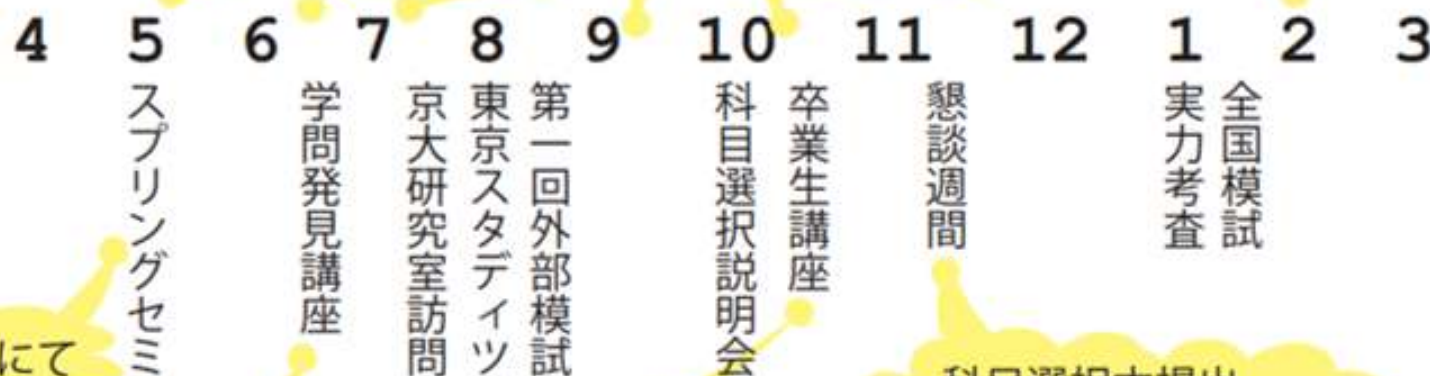 4 5 6 7 8 9 10 11 12 1 2 3
スプリングセミ
学問発見講座
京大研究室訪問
東京スタディツ
第一回外部模試
科目選択説明会
卒業生講座
懇談週間
実力考査
全国模試
にて